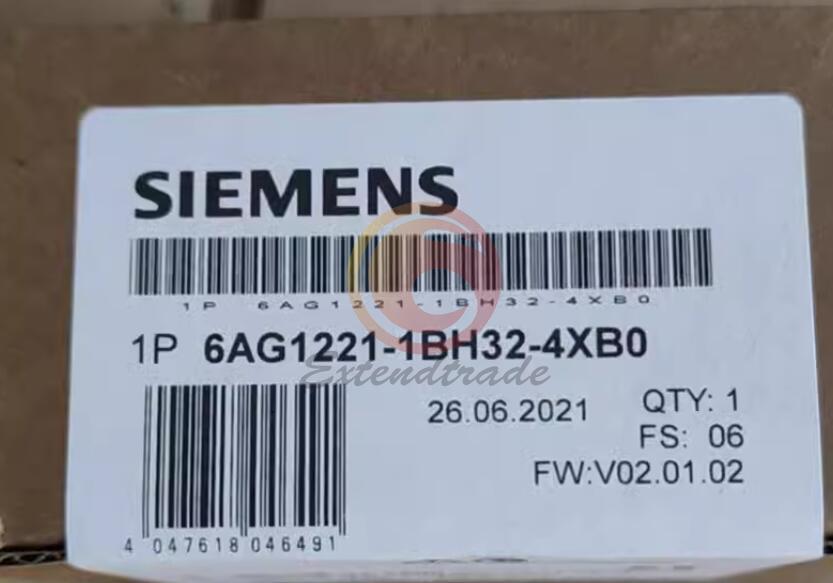 SIEMENS
1P 6AG1221-1BH32-4XB0
1P 6AG1221-1BH32-4XB0
Extendtrade
26.06.2021 QTY: 1
FS: 06
FW:V02.01.02
4 047618 046491